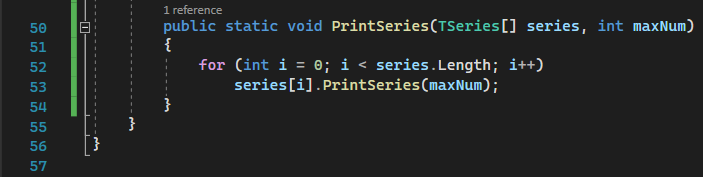 1 reference
50 public static void PrintSeries(TSeries[] series, int maxNum)
51 {
52 for (int i = 0; i < series.Length; i++)
53 series[i].PrintSeries(maxNum);
54 }
55 }
56 }
57